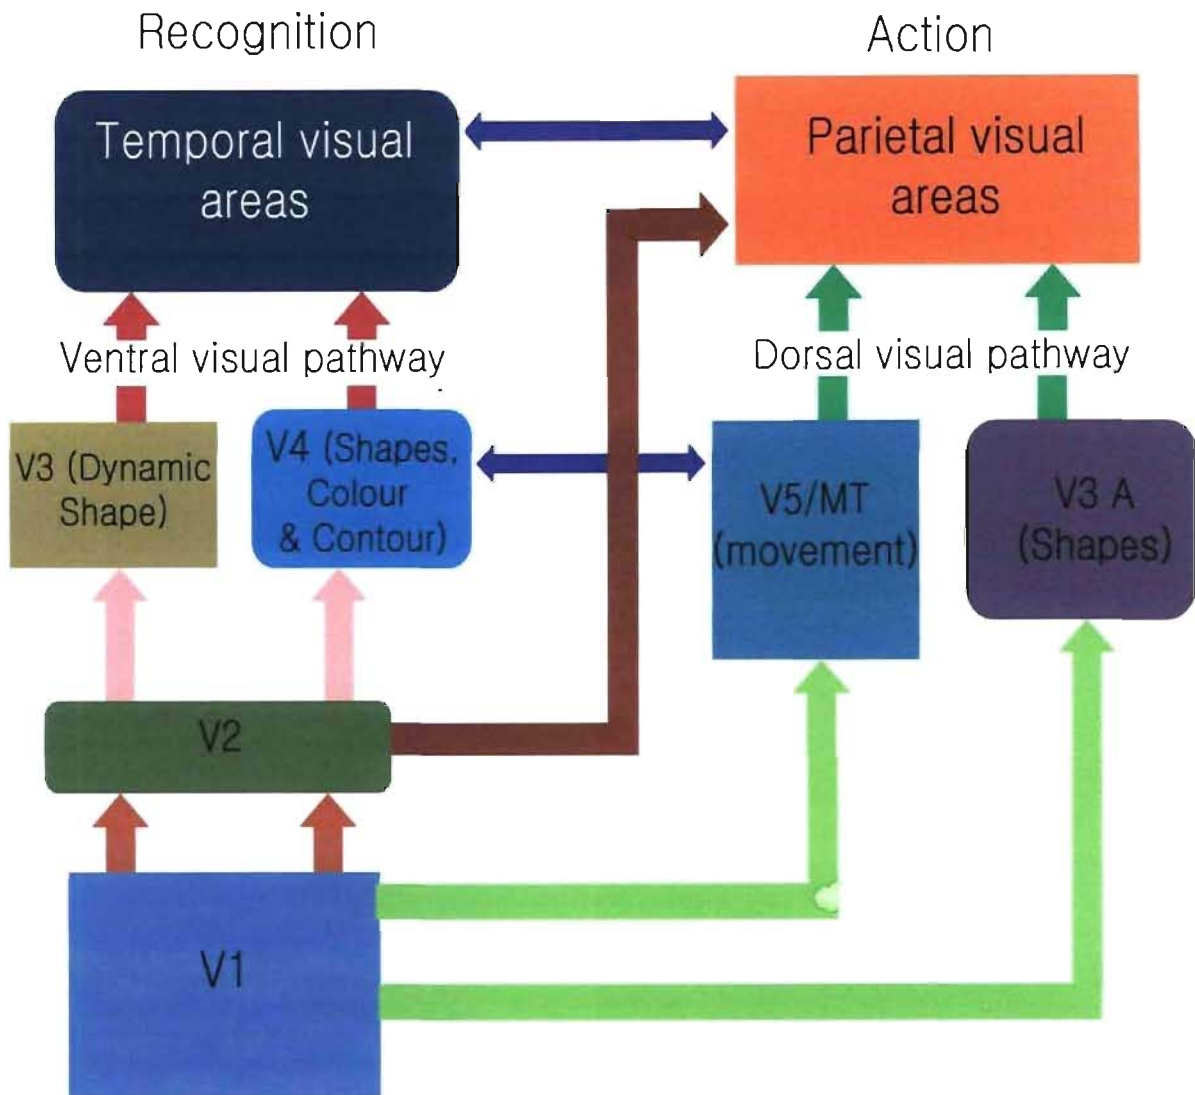 Recognition
Action
Temporal visual
areas
Parietal visual
areas
Ventral visual pathway
Dorsal visual pathway
V3 (Dynamic
Shape)
V4 (Shapes,
Colour
& Contour)
V5/MT
(movement)
V3 A
(Shapes)
V2
V1